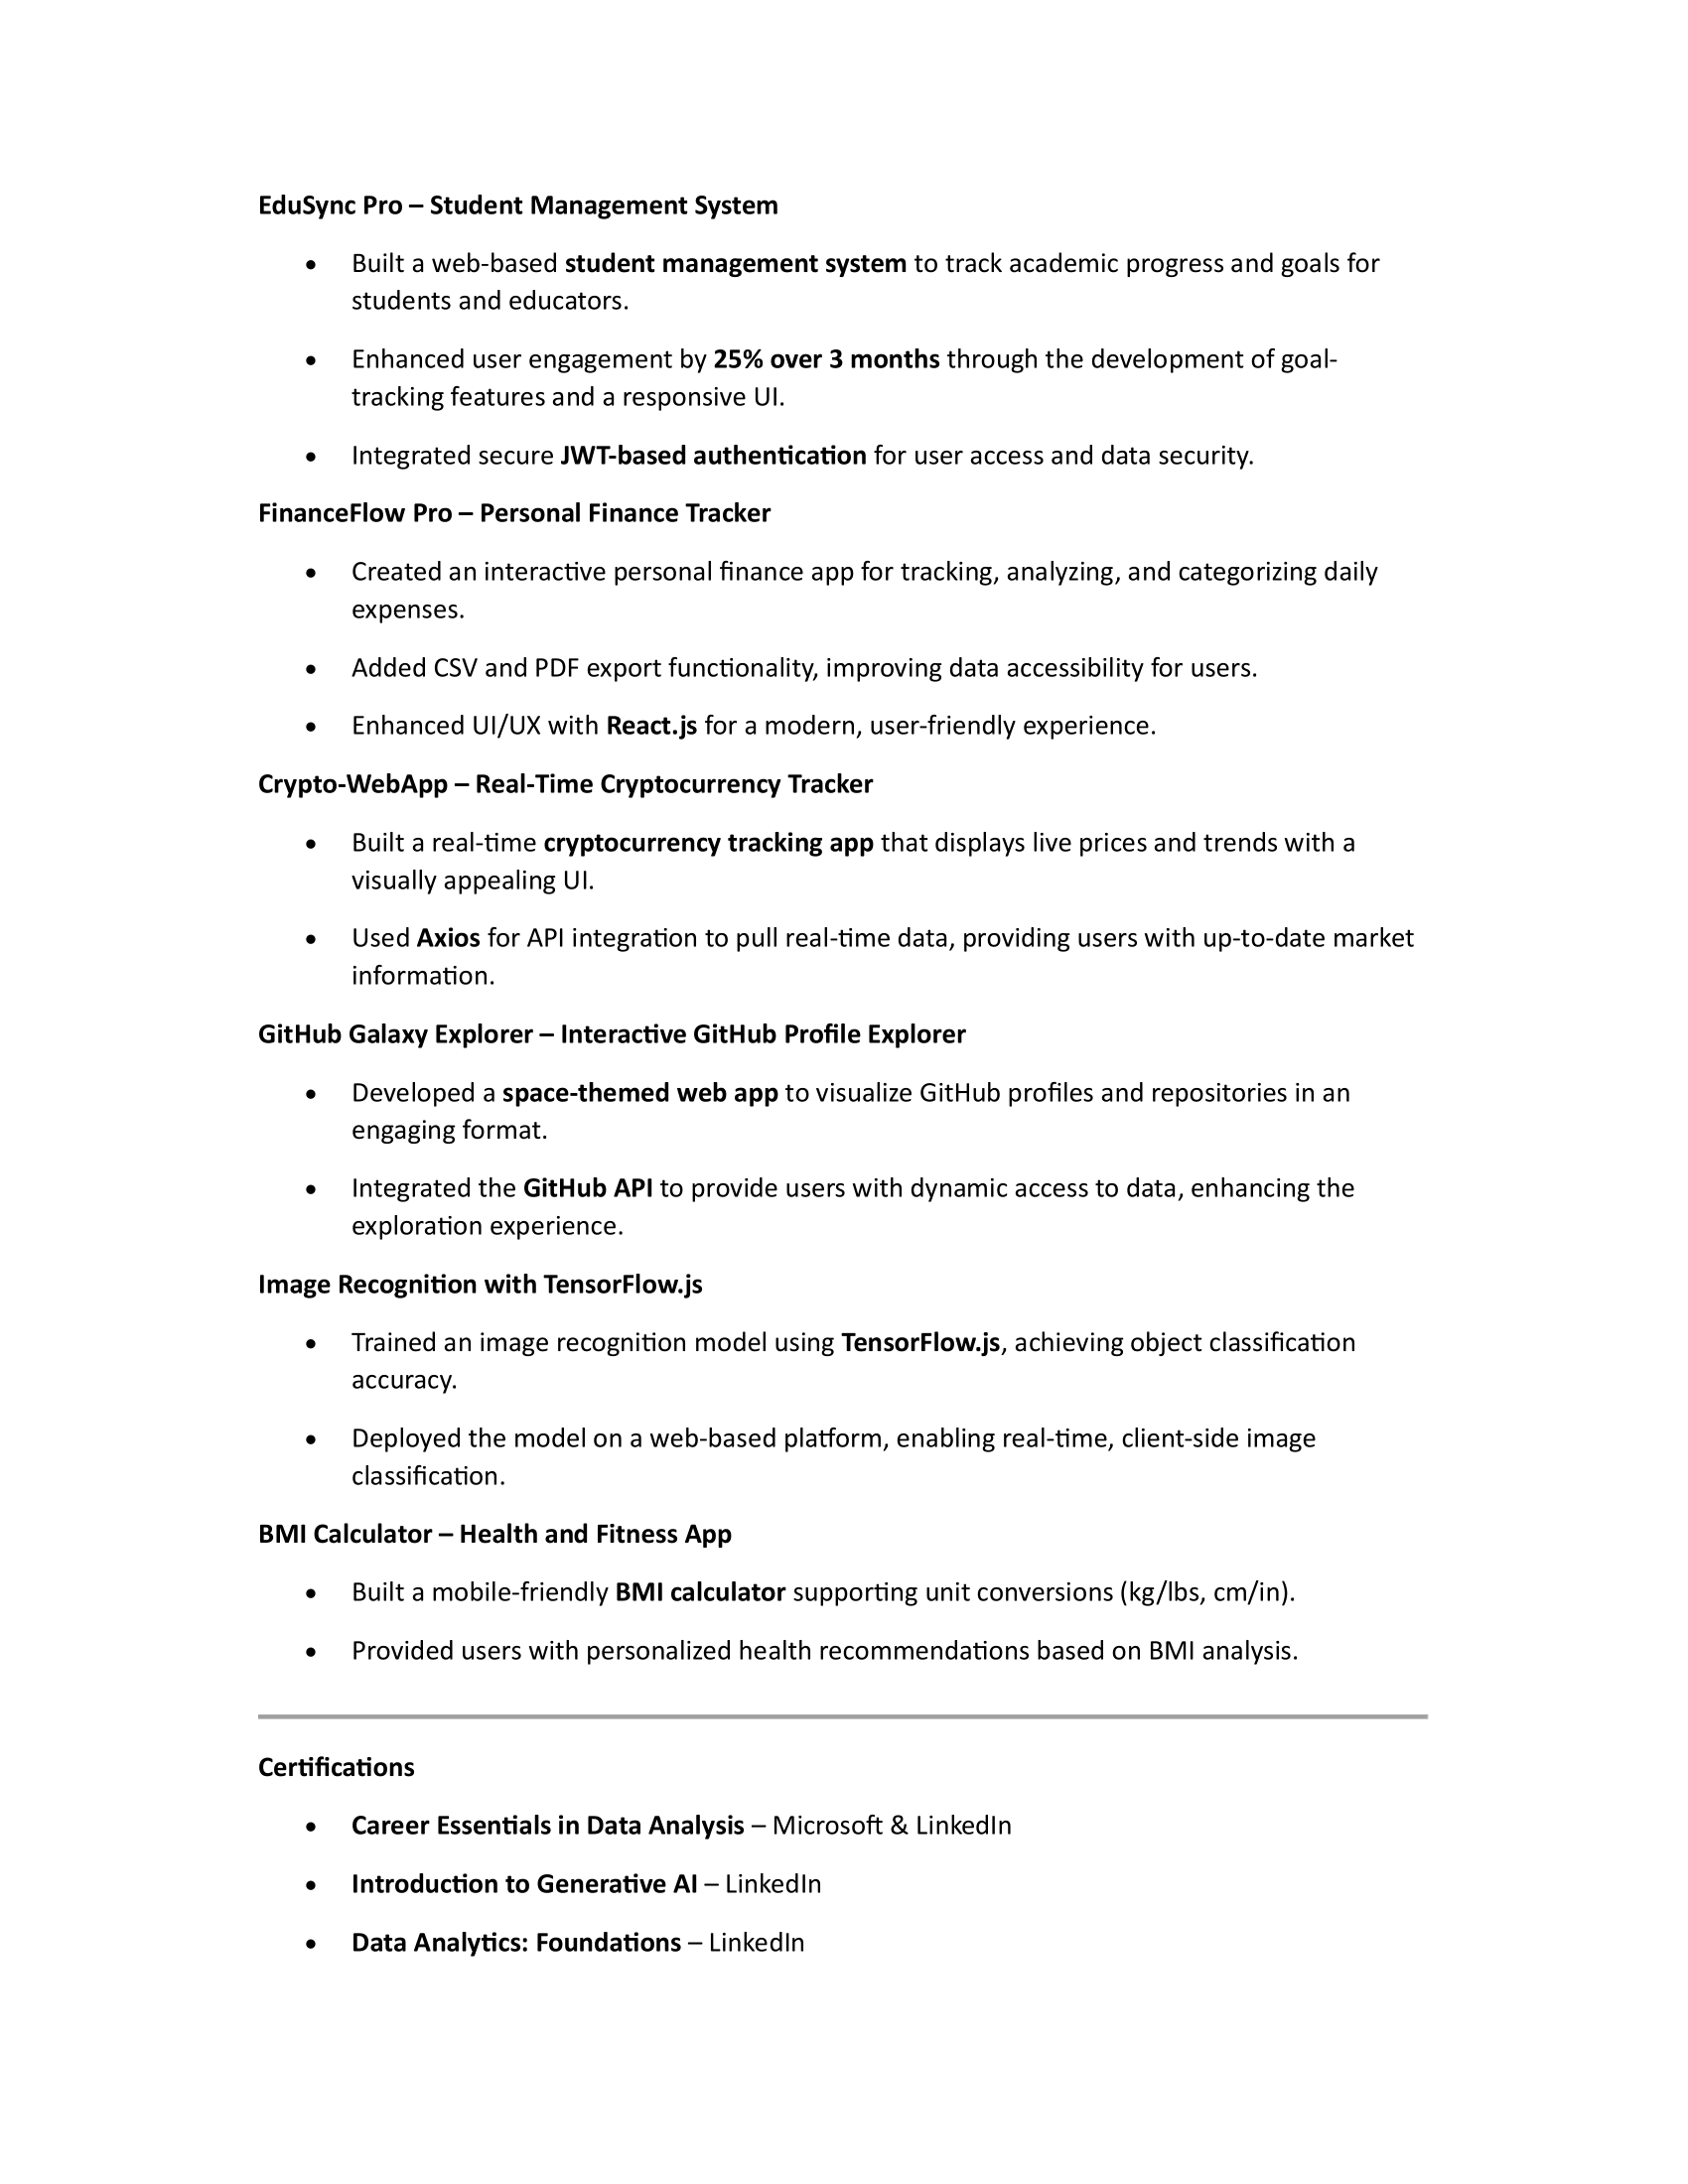 EduSync Pro – Student Management System
• Built a web-based student management system to track academic progress and goals for
students and educators.
• Enhanced user engagement by 25% over 3 months through the development of goal-
tracking features and a responsive UI.
• Integrated secure JWT-based authentication for user access and data security.
FinanceFlow Pro – Personal Finance Tracker
• Created an interactive personal finance app for tracking, analyzing, and categorizing daily
expenses.
• Added CSV and PDF export functionality, improving data accessibility for users.
• Enhanced UI/UX with React.js for a modern, user-friendly experience.
Crypto-WebApp – Real-Time Cryptocurrency Tracker
• Built a real-time cryptocurrency tracking app that displays live prices and trends with a
visually appealing UI.
• Used Axios for API integration to pull real-time data, providing users with up-to-date market
information.
GitHub Galaxy Explorer – Interactive GitHub Profile Explorer
• Developed a space-themed web app to visualize GitHub profiles and repositories in an
engaging format.
• Integrated the GitHub API to provide users with dynamic access to data, enhancing the
exploration experience.
Image Recognition with TensorFlow.js
• Trained an image recognition model using TensorFlow.js, achieving object classification
accuracy.
• Deployed the model on a web-based platform, enabling real-time, client-side image
classification.
BMI Calculator – Health and Fitness App
• Built a mobile-friendly BMI calculator supporting unit conversions (kg/lbs, cm/in).
• Provided users with personalized health recommendations based on BMI analysis.
Certifications
• Career Essentials in Data Analysis – Microsoft & LinkedIn
• Introduction to Generative AI – LinkedIn
• Data Analytics: Foundations – LinkedIn